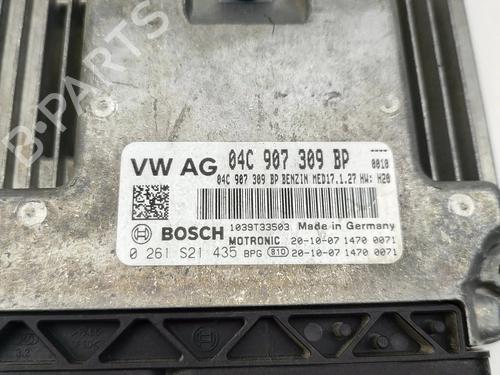 B-PARTS
VW AG 04C 907 309 BP 0010
04C 907 309 BP BENZIN MED17.1.27 HW: H20
BOSCH 1039T33503 Made in Germany
MOTRONIC 20-10-07 1470 0071
0 261 S21 435 BPG 81D 20-10-07 1470 0071